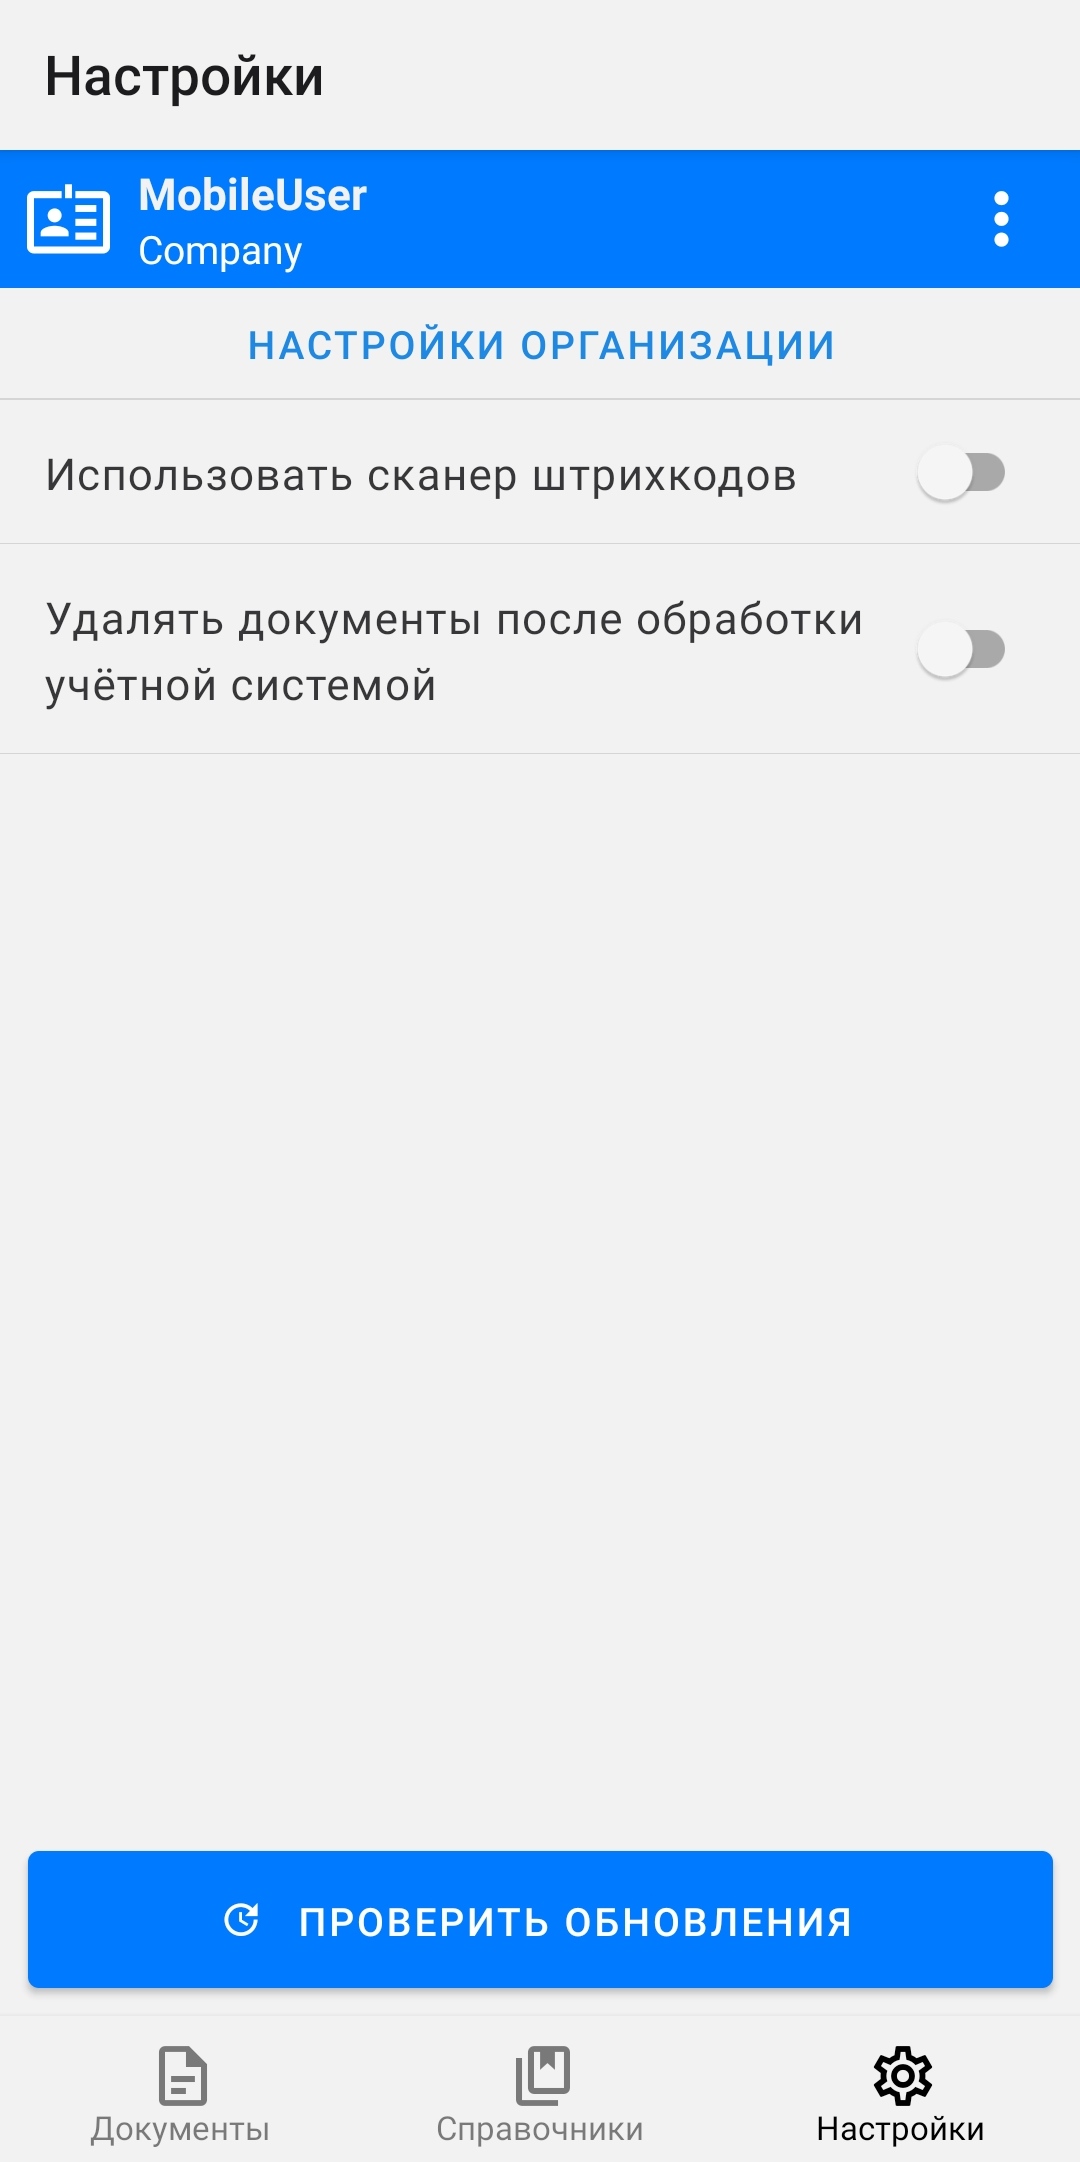 Настройки
MobileUser
Company
НАСТРОЙКИ ОРГАНИЗАЦИИ
Использовать сканер штрихкодов
Удалять документы после обработки
учётной системой
ПРОВЕРИТЬ ОБНОВЛЕНИЯ
Документы
Справочники
Настройки